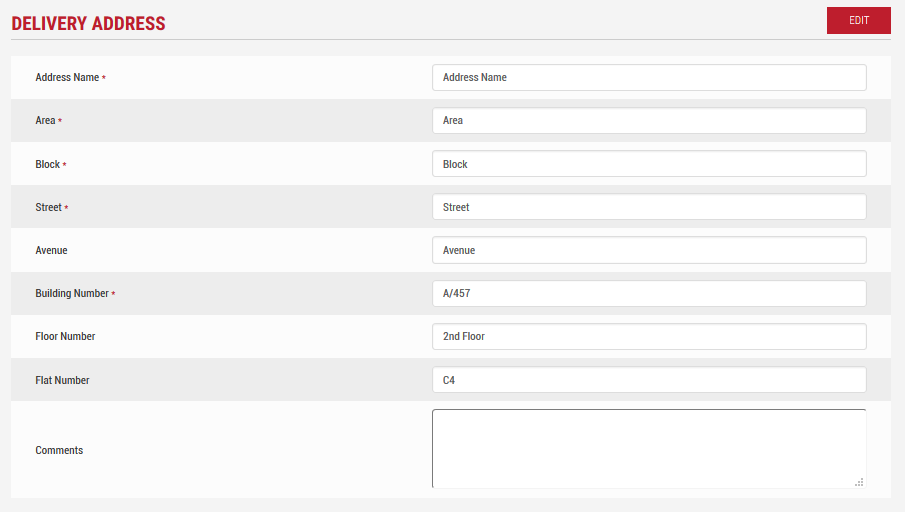 DELIVERY ADDRESS EDIT
Address Name * Address Name
Area * Area
Block * Block
Street * Street
Avenue Avenue
Building Number * A/457
Floor Number 2nd Floor
Flat Number C4
Comments